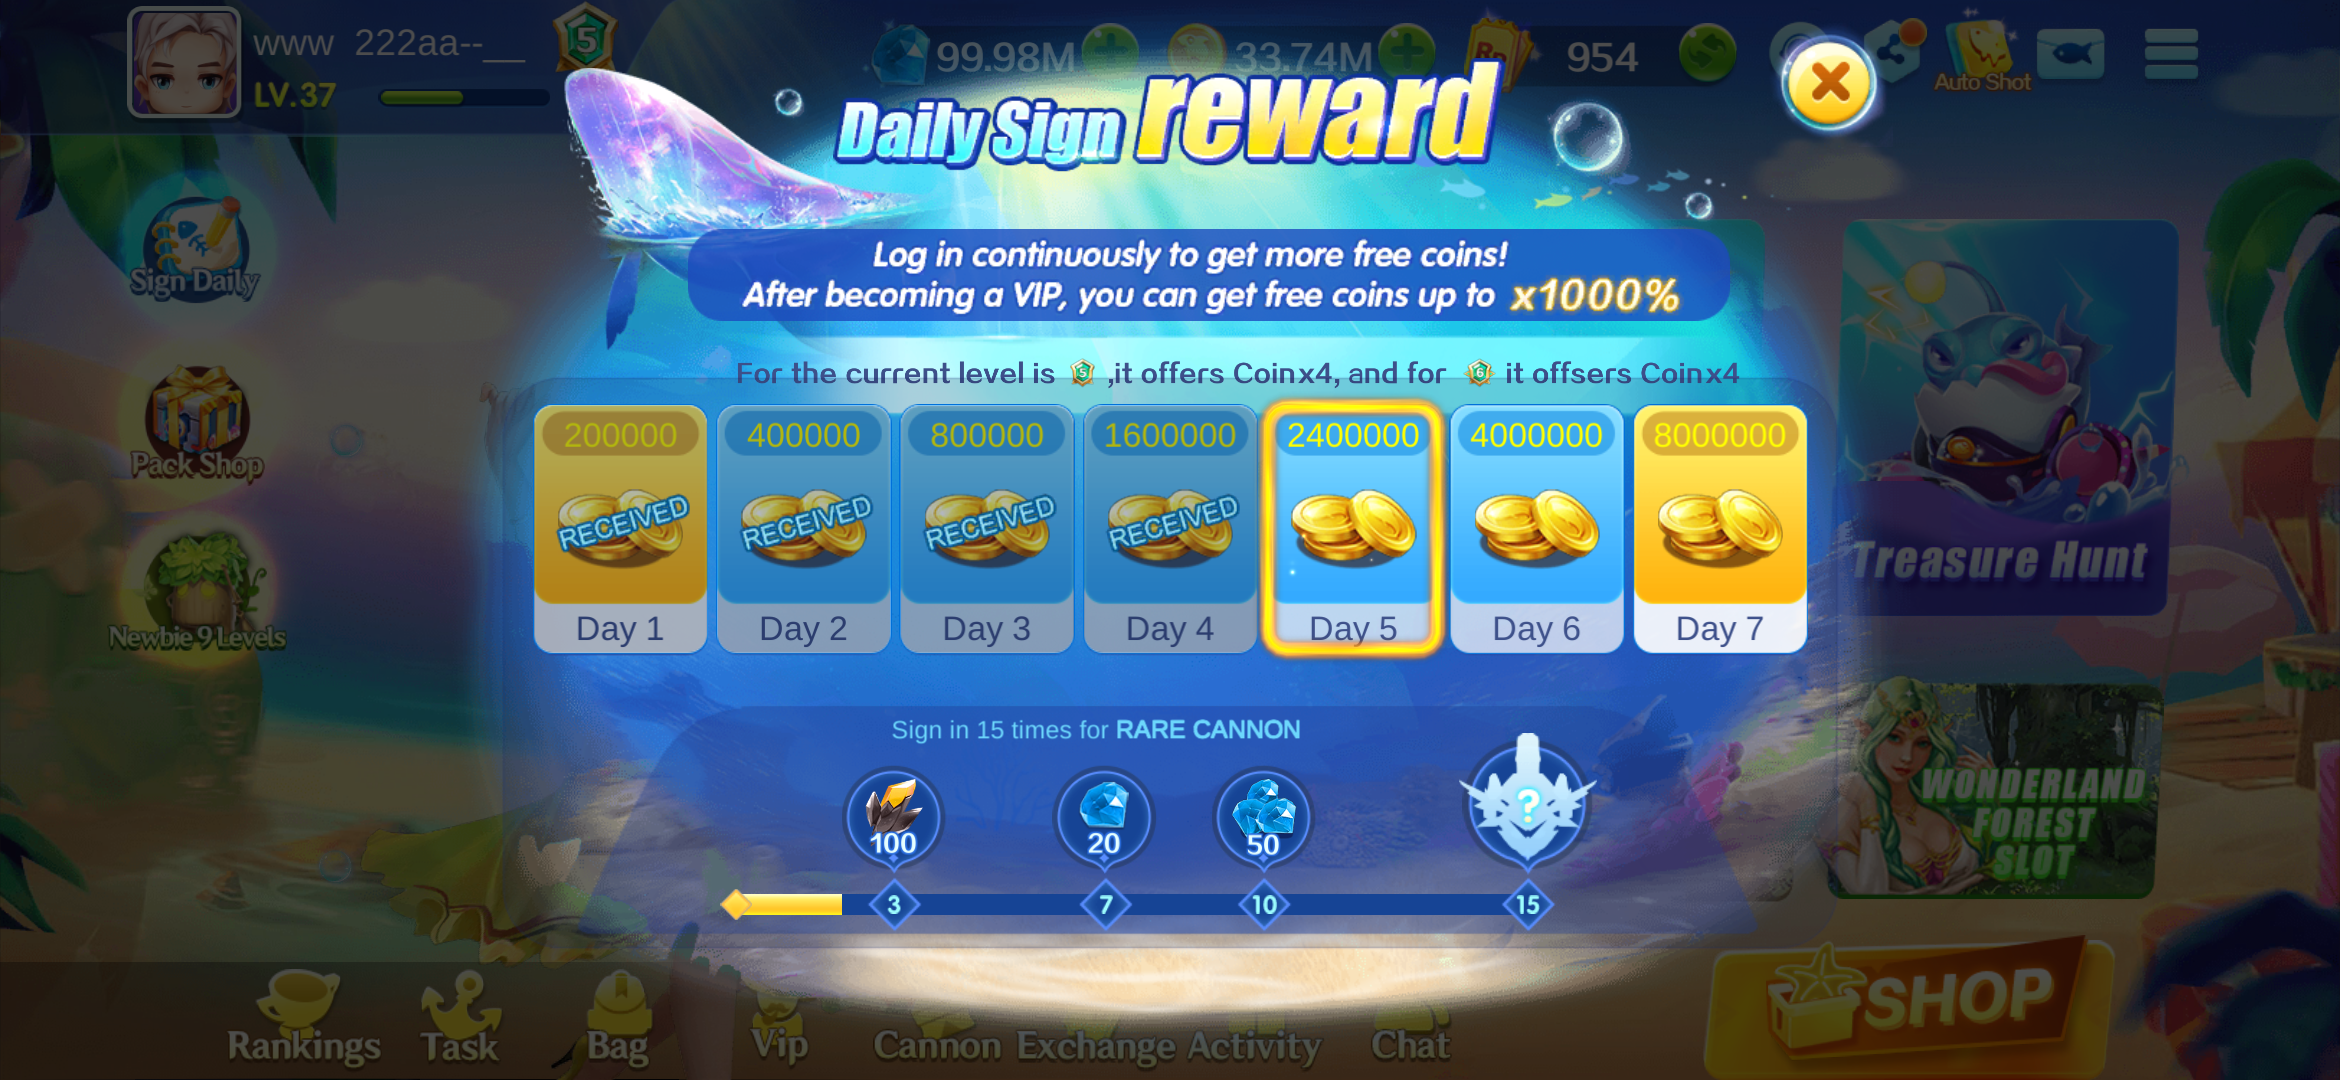 www 222aa--__
5
99.98M
33.74M
954
LV.37
Auto Shot
Daily Sign reward
Log in continuously to get more free coins!
After becoming a VIP, you can get free coins up to x1000%
Sign Daily
For the current level is 5 ,it offers Coinx4, and for 6 it offsers Coinx4
200000
400000
800000
1600000
2400000
4000000
8000000
Pack Shop
RECEIVED
RECEIVED
RECEIVED
RECEIVED
Treasure Hunt
Day 1
Day 2
Day 3
Day 4
Day 5
Day 6
Day 7
Newbie 9 Levels
Sign in 15 times for RARE CANNON
100
20
50
?
WONDERLAND
FOREST
SLOT
3
7
10
15
SHOP
Rankings
Task
Bag
Vip
Cannon
Exchange
Activity
Chat